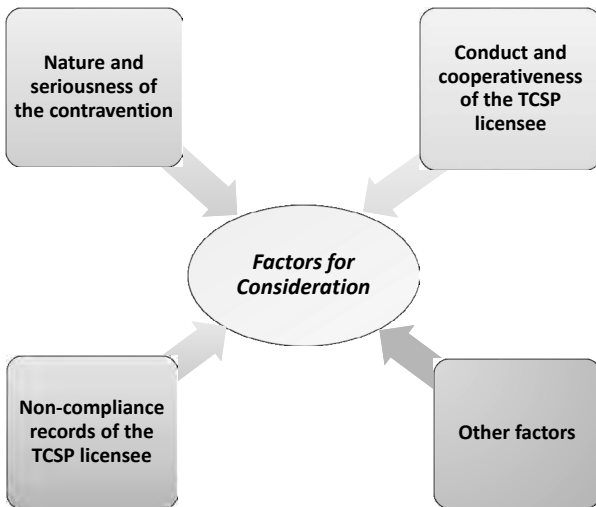 Nature and
seriousness of
the contravention
Conduct and
cooperativeness
of the TCSP
licensee
Factors for
Consideration
Non-compliance
records of the
TCSP licensee
Other factors